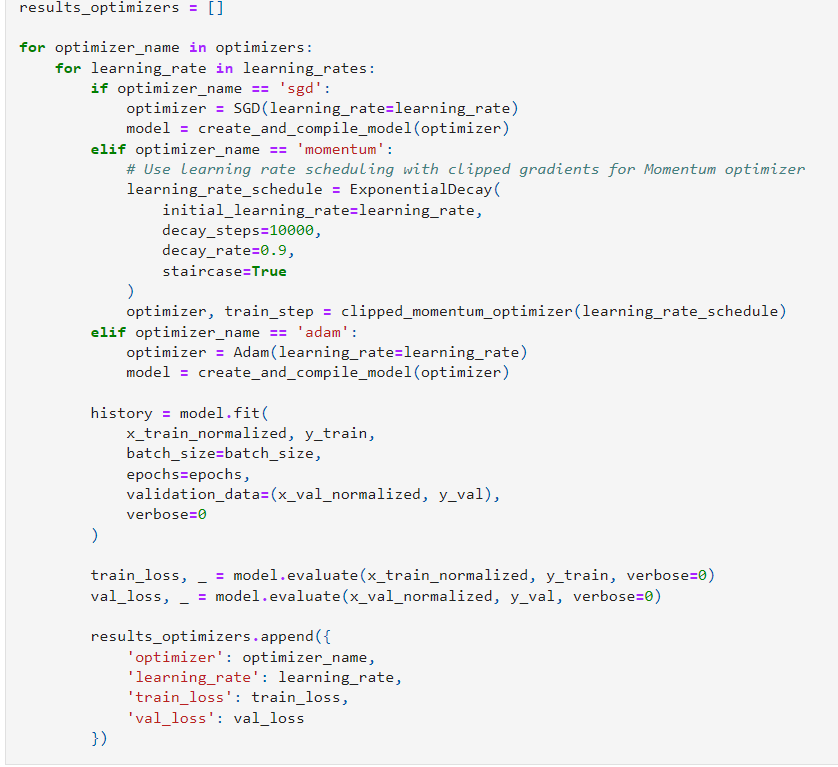 results_optimizers = []

for optimizer_name in optimizers:
    for learning_rate in learning_rates:
        if optimizer_name == 'sgd':
            optimizer = SGD(learning_rate=learning_rate)
            model = create_and_compile_model(optimizer)
        elif optimizer_name == 'momentum':
            # Use learning rate scheduling with clipped gradients for Momentum optimizer
            learning_rate_schedule = ExponentialDecay(
                initial_learning_rate=learning_rate,
                decay_steps=10000,
                decay_rate=0.9,
                staircase=True
            )
            optimizer, train_step = clipped_momentum_optimizer(learning_rate_schedule)
        elif optimizer_name == 'adam':
            optimizer = Adam(learning_rate=learning_rate)
            model = create_and_compile_model(optimizer)

        history = model.fit(
            x_train_normalized, y_train,
            batch_size=batch_size,
            epochs=epochs,
            validation_data=(x_val_normalized, y_val),
            verbose=0
        )

        train_loss, _ = model.evaluate(x_train_normalized, y_train, verbose=0)
        val_loss, _ = model.evaluate(x_val_normalized, y_val, verbose=0)

        results_optimizers.append({
            'optimizer': optimizer_name,
            'learning_rate': learning_rate,
            'train_loss': train_loss,
            'val_loss': val_loss
        })